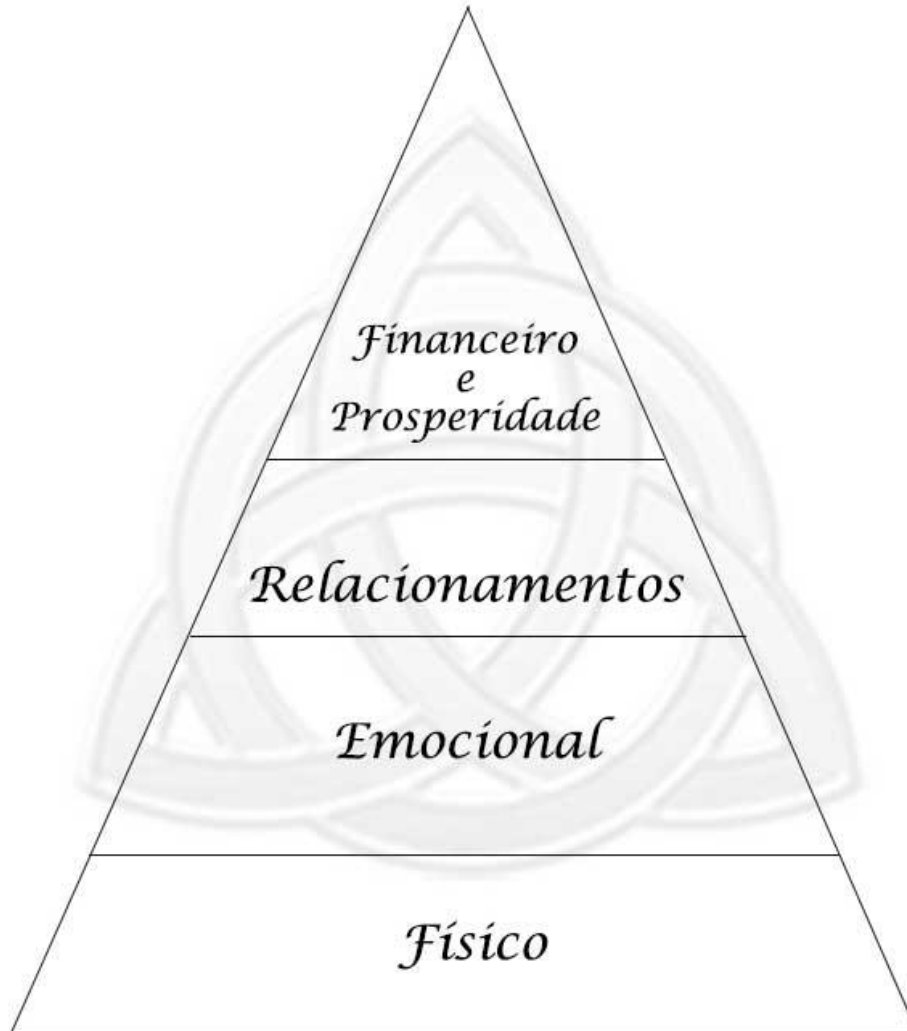 Financeiro
e
Prosperidade
Relacionamentos
Emocional
Físico